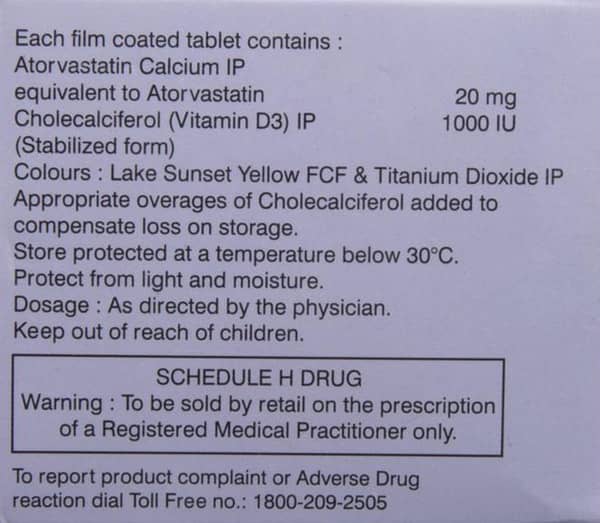 Each film coated tablet contains :
Atorvastatin Calcium IP
equivalent to Atorvastatin 20 mg
Cholecalciferol (Vitamin D3) IP 1000 IU
(Stabilized form)
Colours : Lake Sunset Yellow FCF & Titanium Dioxide IP
Appropriate overages of Cholecalciferol added to
compensate loss on storage.
Store protected at a temperature below 30°C.
Protect from light and moisture.
Dosage : As directed by the physician.
Keep out of reach of children.
SCHEDULE H DRUG
Warning : To be sold by retail on the prescription
of a Registered Medical Practitioner only.
To report product complaint or Adverse Drug
reaction dial Toll Free no.: 1800-209-2505